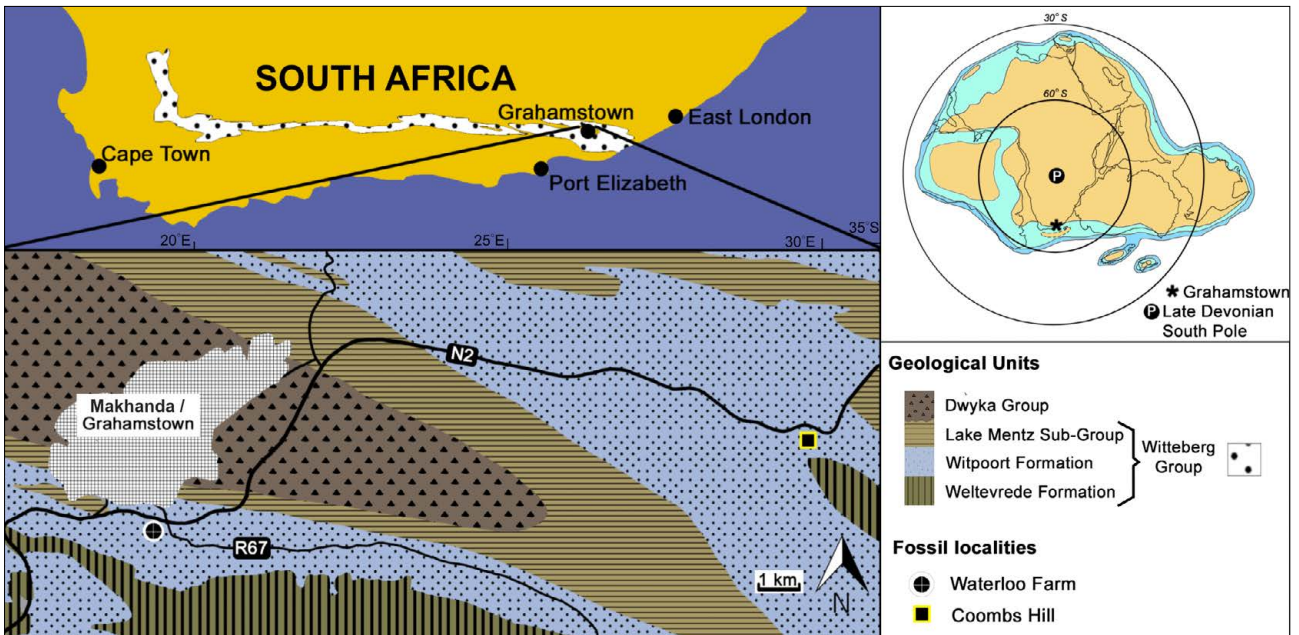 SOUTH AFRICA
Grahamstown
East London
Cape Town
Port Elizabeth
20°E
25°E
30°E
35°S
N2
Makhanda /
Grahamstown
R67
1 km
N
30° S
60° S
P
* Grahamstown
P Late Devonian
South Pole
Geological Units
Dwyka Group
Lake Mentz Sub-Group
Witpoort Formation
Weltevrede Formation
Witteberg
Group
Fossil localities
Waterloo Farm
Coombs Hill